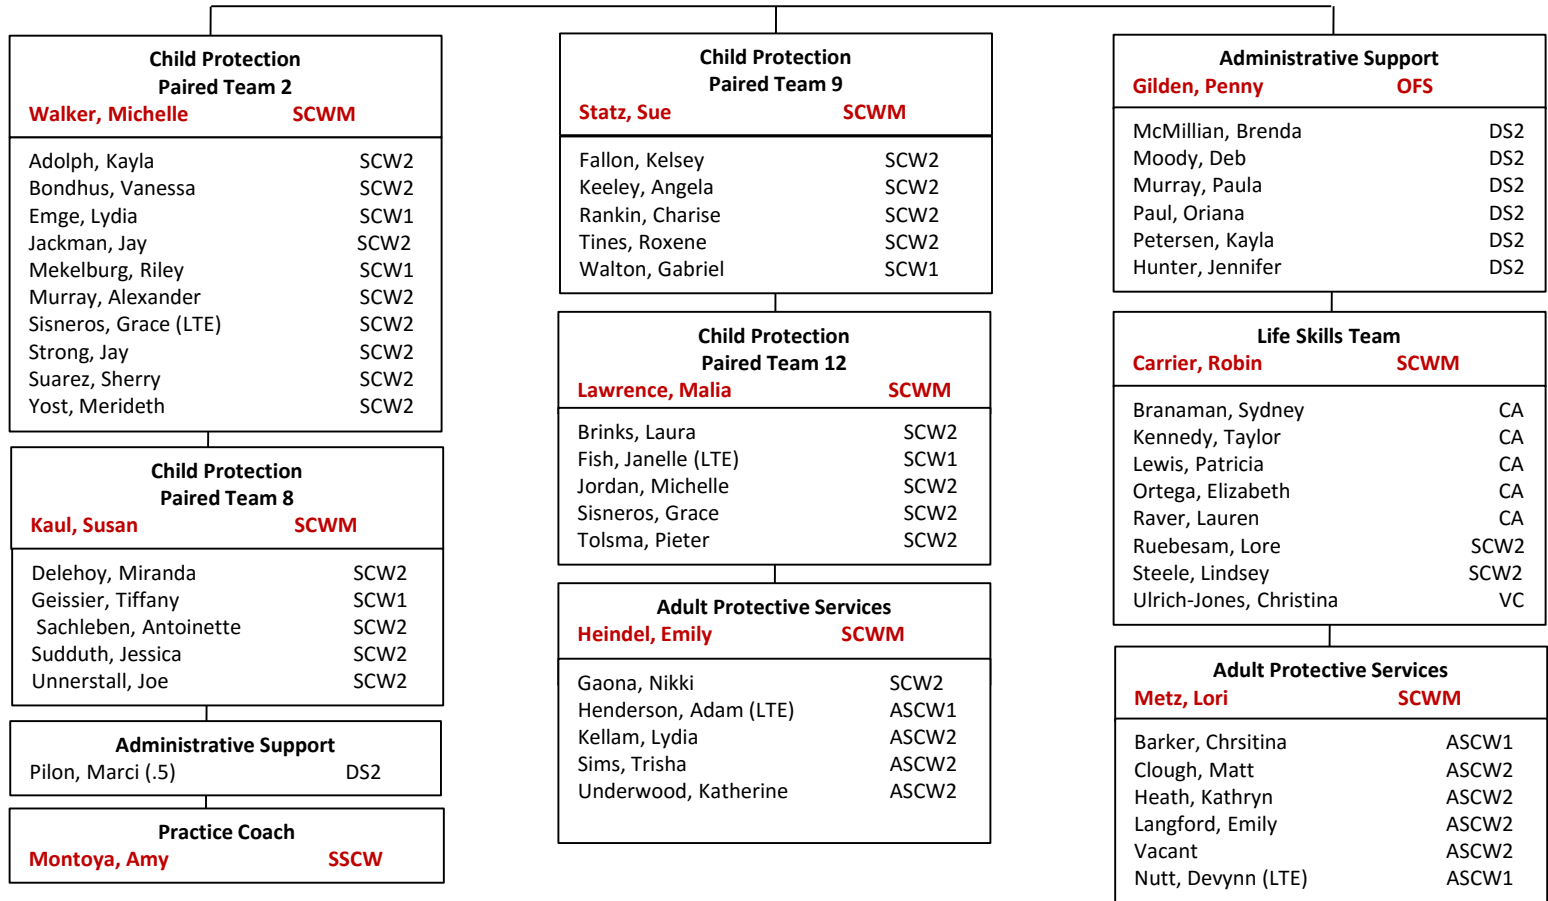 Child Protection
Paired Team 2
Walker, Michelle SCWM
Adolph, Kayla SCW2
Bondhus, Vanessa SCW2
Emge, Lydia SCW1
Jackman, Jay SCW2
Mekelburg, Riley SCW1
Murray, Alexander SCW2
Sisneros, Grace (LTE) SCW2
Strong, Jay SCW2
Suarez, Sherry SCW2
Yost, Merideth SCW2
Child Protection
Paired Team 8
Kaul, Susan SCWM
Delehoy, Miranda SCW2
Geissier, Tiffany SCW1
Sachleben, Antoinette SCW2
Sudduth, Jessica SCW2
Unnerstall, Joe SCW2
Administrative Support
Pilon, Marci (.5) DS2
Practice Coach
Montoya, Amy SSCW
Child Protection
Paired Team 9
Statz, Sue SCWM
Fallon, Kelsey SCW2
Keeley, Angela SCW2
Rankin, Charise SCW2
Tines, Roxene SCW2
Walton, Gabriel SCW1
Child Protection
Paired Team 12
Lawrence, Malia SCWM
Brinks, Laura SCW2
Fish, Janelle (LTE) SCW1
Jordan, Michelle SCW2
Sisneros, Grace SCW2
Tolsma, Pieter SCW2
Adult Protective Services
Heindel, Emily SCWM
Gaona, Nikki SCW2
Henderson, Adam (LTE) ASCW1
Kellam, Lydia ASCW2
Sims, Trisha ASCW2
Underwood, Katherine ASCW2
Administrative Support
Gilden, Penny OFS
McMillian, Brenda DS2
Moody, Deb DS2
Murray, Paula DS2
Paul, Oriana DS2
Petersen, Kayla DS2
Hunter, Jennifer DS2
Life Skills Team
Carrier, Robin SCWM
Branaman, Sydney CA
Kennedy, Taylor CA
Lewis, Patricia CA
Ortega, Elizabeth CA
Raver, Lauren CA
Ruebesam, Lore SCW2
Steele, Lindsey SCW2
Ulrich-Jones, Christina VC
Adult Protective Services
Metz, Lori SCWM
Barker, Chrsitina ASCW1
Clough, Matt ASCW2
Heath, Kathryn ASCW2
Langford, Emily ASCW2
Vacant ASCW2
Nutt, Devynn (LTE) ASCW1